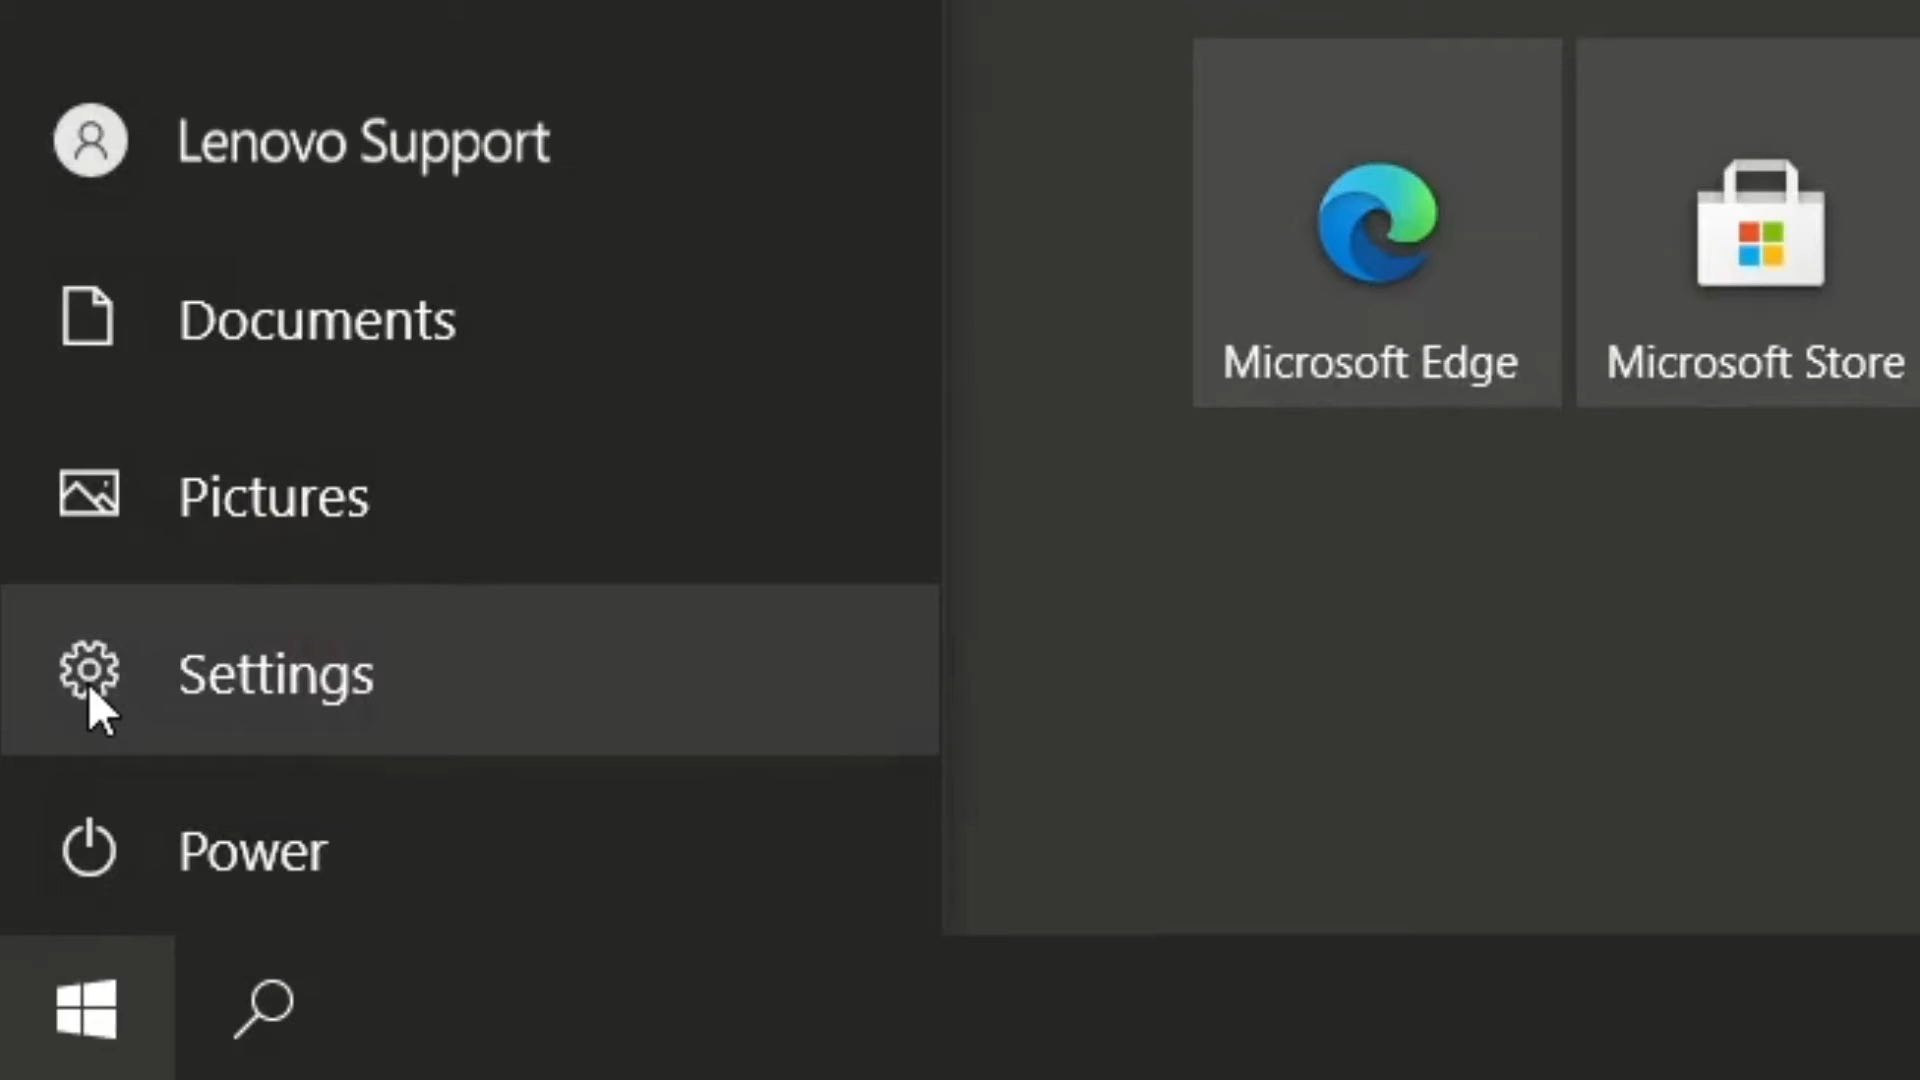 Lenovo Support
Documents
Pictures
Settings
Power
Microsoft Edge
Microsoft Store